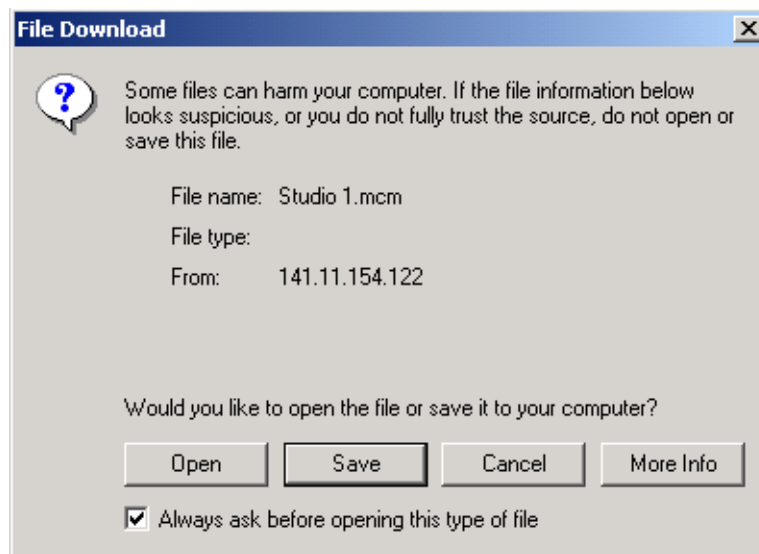 File Download
Some files can harm your computer. If the file information below
looks suspicious, or you do not fully trust the source, do not open or
save this file.
File name: Studio 1.mcm
File type:
From: 141.11.154.122
Would you like to open the file or save it to your computer?
Open Save Cancel More Info
Always ask before opening this type of file